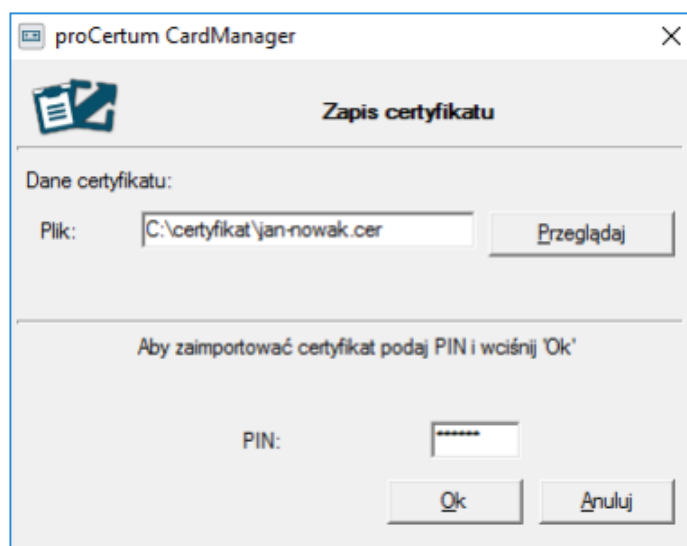 proCertum CardManager
Zapis certyfikatu
Dane certyfikatu:
Plik: C:\certyfikat\jan-nowak.cer Przeglądaj
Aby zaimportować certyfikat podaj PIN i wciśnij 'Ok'
PIN: ******
Ok Anuluj